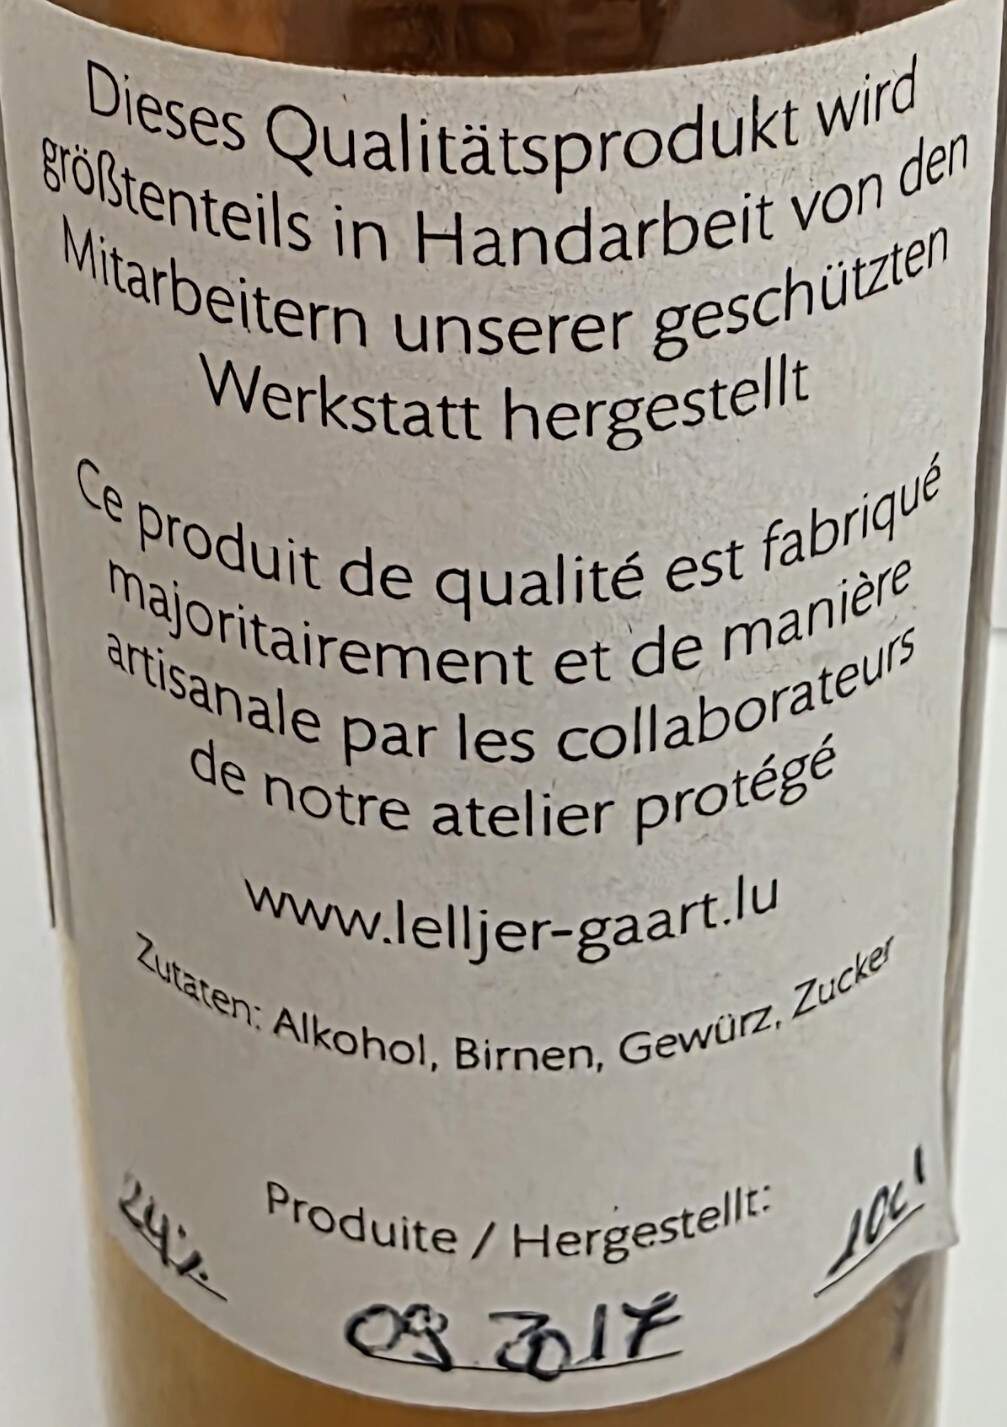 Dieses Qualitätsprodukt wird
größtenteils in Handarbeit von den
Mitarbeitern unserer geschützten
Werkstatt hergestellt
Ce produit de qualité est fabriqué
majoritairement et de manière
artisanale par les collaborateurs
de notre atelier protégé
www.lelljer-gaart.lu
Zutaten: Alkohol, Birnen, Gewürz, Zucker
Produite / Hergestellt:
24%
09 2017